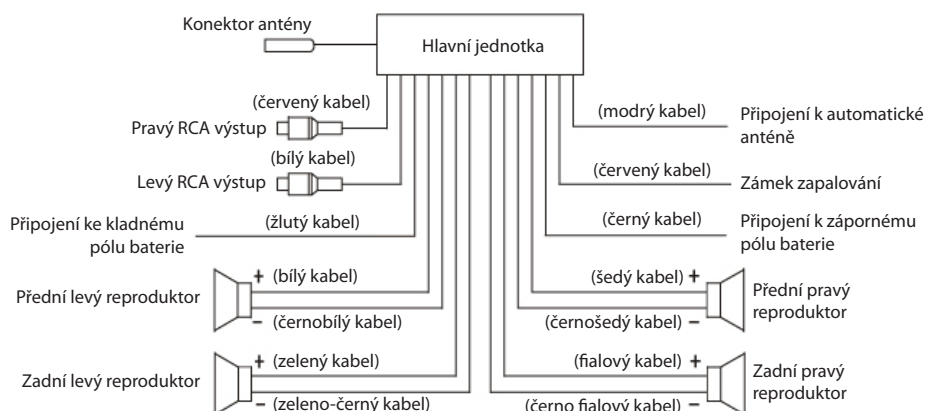 Konektor antény
Hlavní jednotka
(červený kabel)
Pravý RCA výstup
(bílý kabel)
Levý RCA výstup
Připojení ke kladnému
pólu baterie
(žlutý kabel)
Přední levý reproduktor
+ (bílý kabel)
− (černobílý kabel)
Zadní levý reproduktor
+ (zelený kabel)
− (zeleno-černý kabel)
(modrý kabel)
Připojení k automatické
anténě
(červený kabel)
Zámek zapalování
(černý kabel)
Připojení k zápornému
pólu baterie
(šedý kabel) +
(černošedý kabel) −
Přední pravý
reproduktor
(fialový kabel) +
(černo fialový kabel) −
Zadní pravý
reproduktor